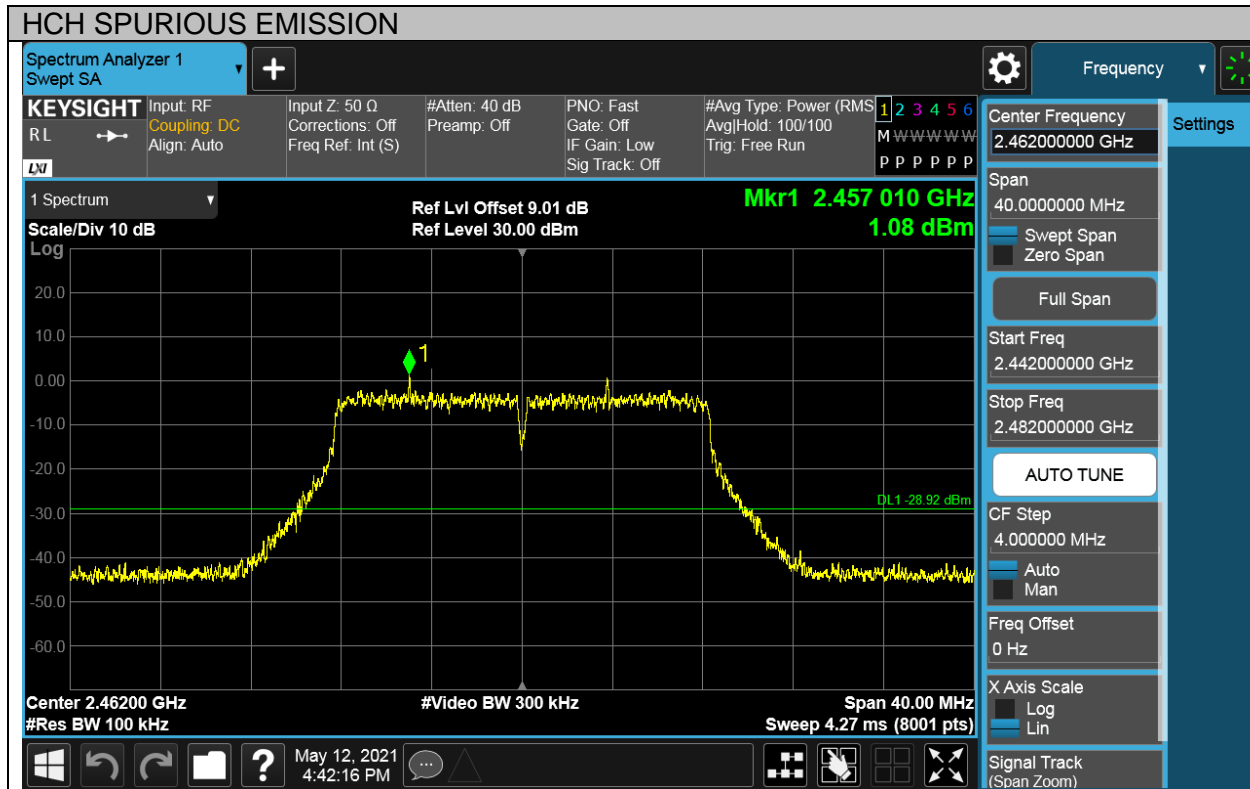 HCH SPURIOUS EMISSION
Spectrum Analyzer 1
Swept SA
+
Frequency
KEYSIGHT
RL
LXI
Input: RF
Coupling: DC
Align: Auto
Input Z: 50 Ω
Corrections: Off
Freq Ref: Int (S)
#Atten: 40 dB
Preamp: Off
PNO: Fast
Gate: Off
IF Gain: Low
Sig Track: Off
#Avg Type: Power (RMS
Avg|Hold: 100/100
Trig: Free Run
1 2 3 4 5 6
M W W W W W
P P P P P P
1 Spectrum
Scale/Div 10 dB
Log
Ref Lvl Offset 9.01 dB
Ref Level 30.00 dBm
Mkr1 2.457 010 GHz
1.08 dBm
20.0
10.0
0.00
-10.0
-20.0
-30.0
-40.0
-50.0
-60.0
1
DL1 -28.92 dBm
Center 2.46200 GHz
#Res BW 100 kHz
#Video BW 300 kHz
Span 40.00 MHz
Sweep 4.27 ms (8001 pts)
?
May 12, 2021
4:42:16 PM
Center Frequency
2.462000000 GHz
Settings
Span
40.0000000 MHz
Swept Span
Zero Span
Full Span
Start Freq
2.442000000 GHz
Stop Freq
2.482000000 GHz
AUTO TUNE
CF Step
4.000000 MHz
Auto
Man
Freq Offset
0 Hz
X Axis Scale
Log
Lin
Signal Track
(Span Zoom)